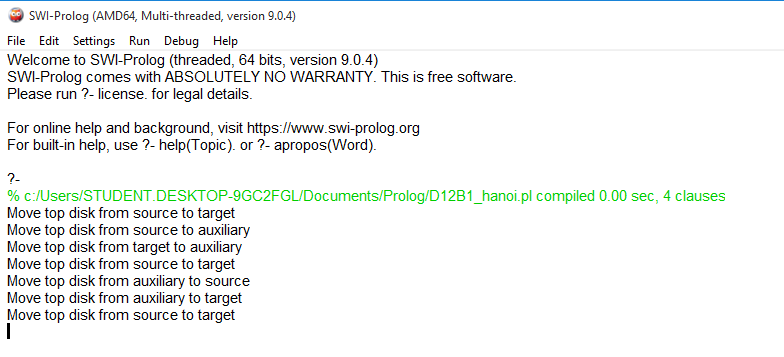 SWI-Prolog (AMD64, Multi-threaded, version 9.0.4)
File Edit Settings Run Debug Help
Welcome to SWI-Prolog (threaded, 64 bits, version 9.0.4)
SWI-Prolog comes with ABSOLUTELY NO WARRANTY. This is free software.
Please run ?- license. for legal details.
For online help and background, visit https://www.swi-prolog.org
For built-in help, use ?- help(Topic). or ?- apropos(Word).
?-
% c:/Users/STUDENT.DESKTOP-9GC2FGL/Documents/Prolog/D12B1_hanoi.pl compiled 0.00 sec, 4 clauses
Move top disk from source to target
Move top disk from source to auxiliary
Move top disk from target to auxiliary
Move top disk from source to target
Move top disk from auxiliary to source
Move top disk from auxiliary to target
Move top disk from source to target